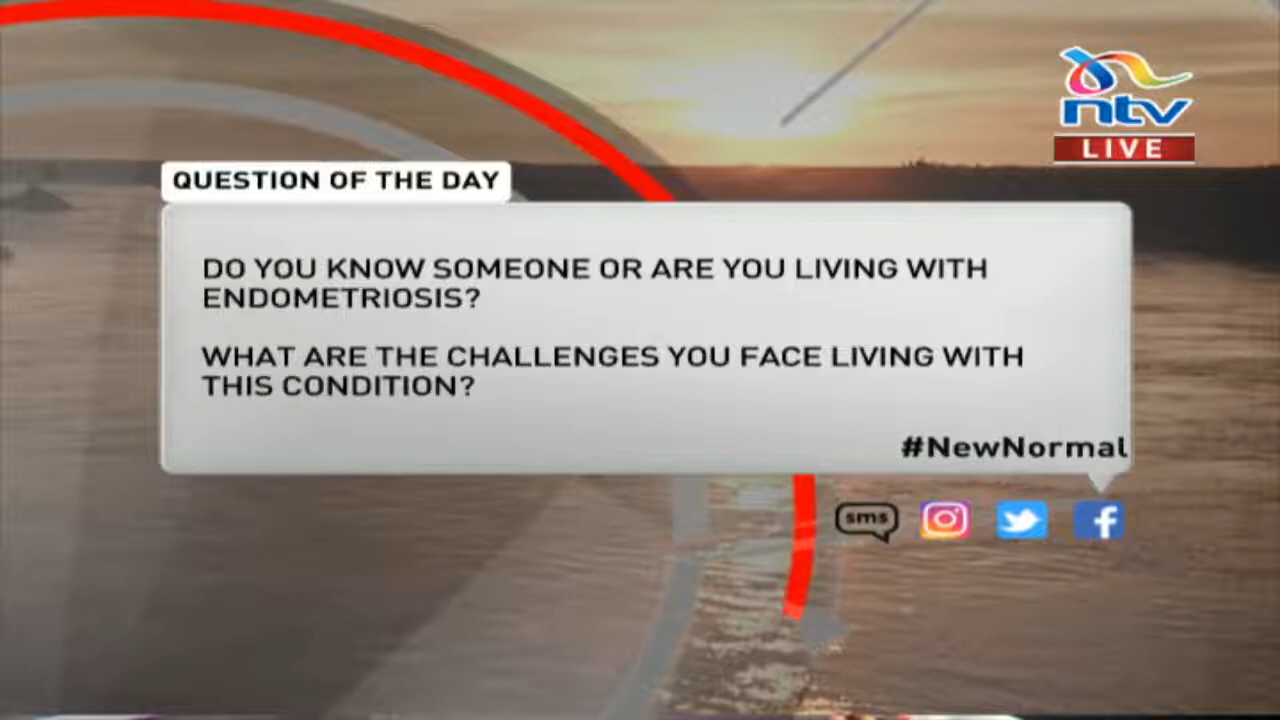 ntv
LIVE
QUESTION OF THE DAY
DO YOU KNOW SOMEONE OR ARE YOU LIVING WITH
ENDOMETRIOSIS?
WHAT ARE THE CHALLENGES YOU FACE LIVING WITH
THIS CONDITION?
#NewNormal
sms